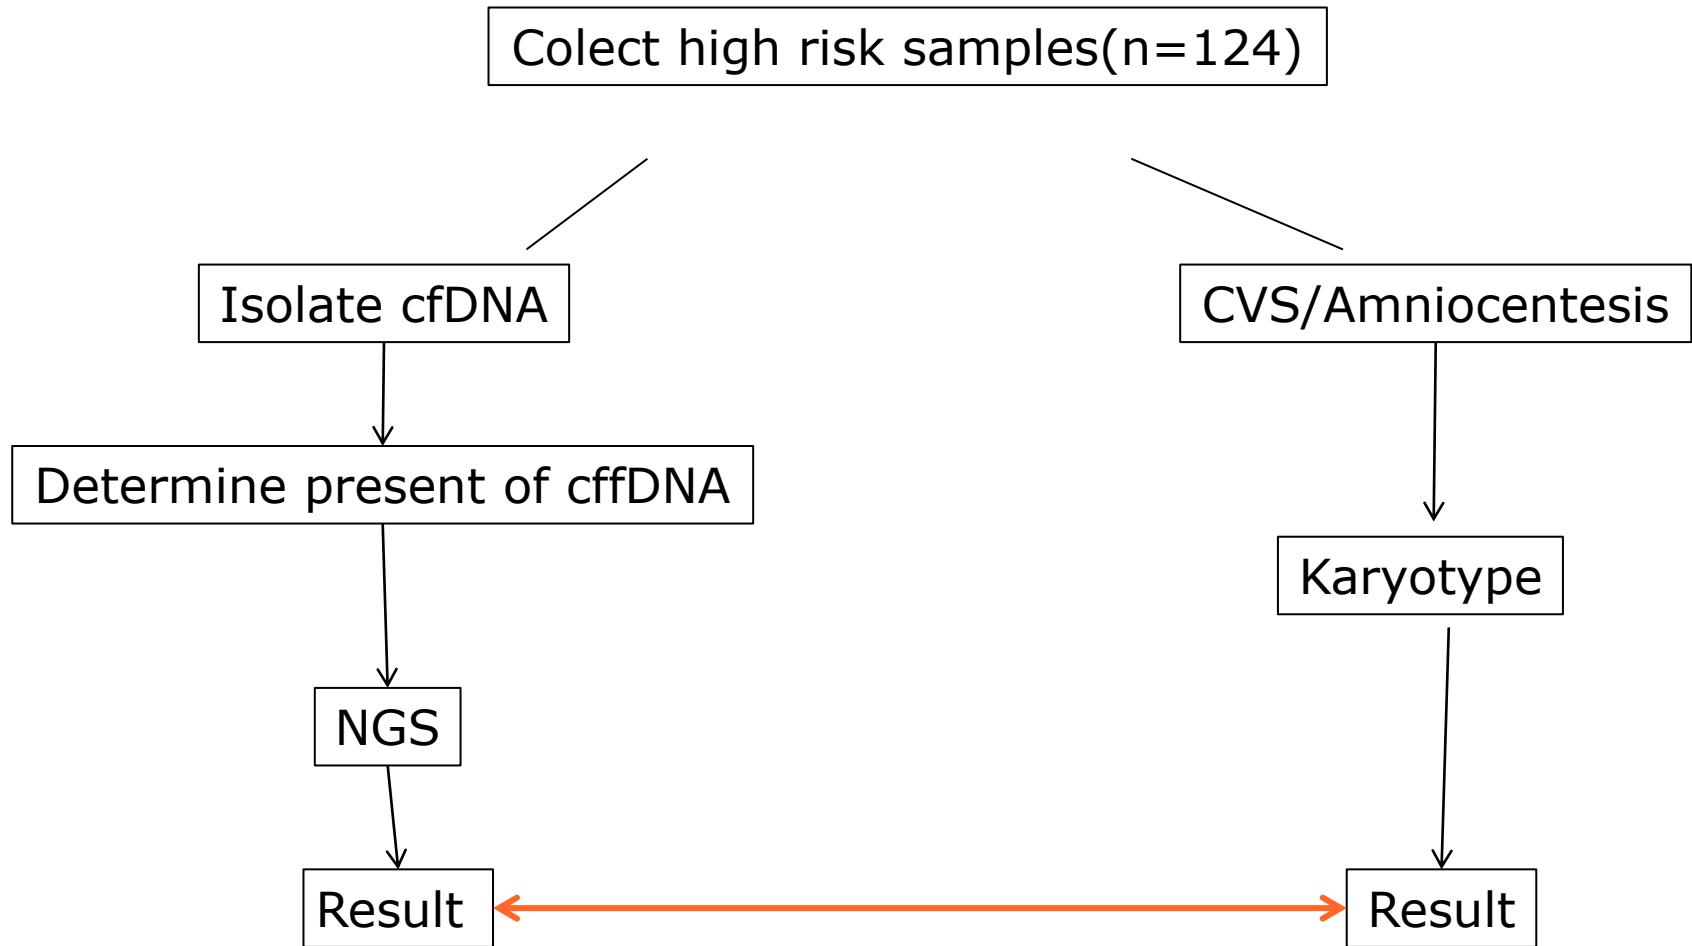 Colect high risk samples(n=124)
Isolate cfDNA
CVS/Amniocentesis
Determine present of cffDNA
Karyotype
NGS
Result
Result